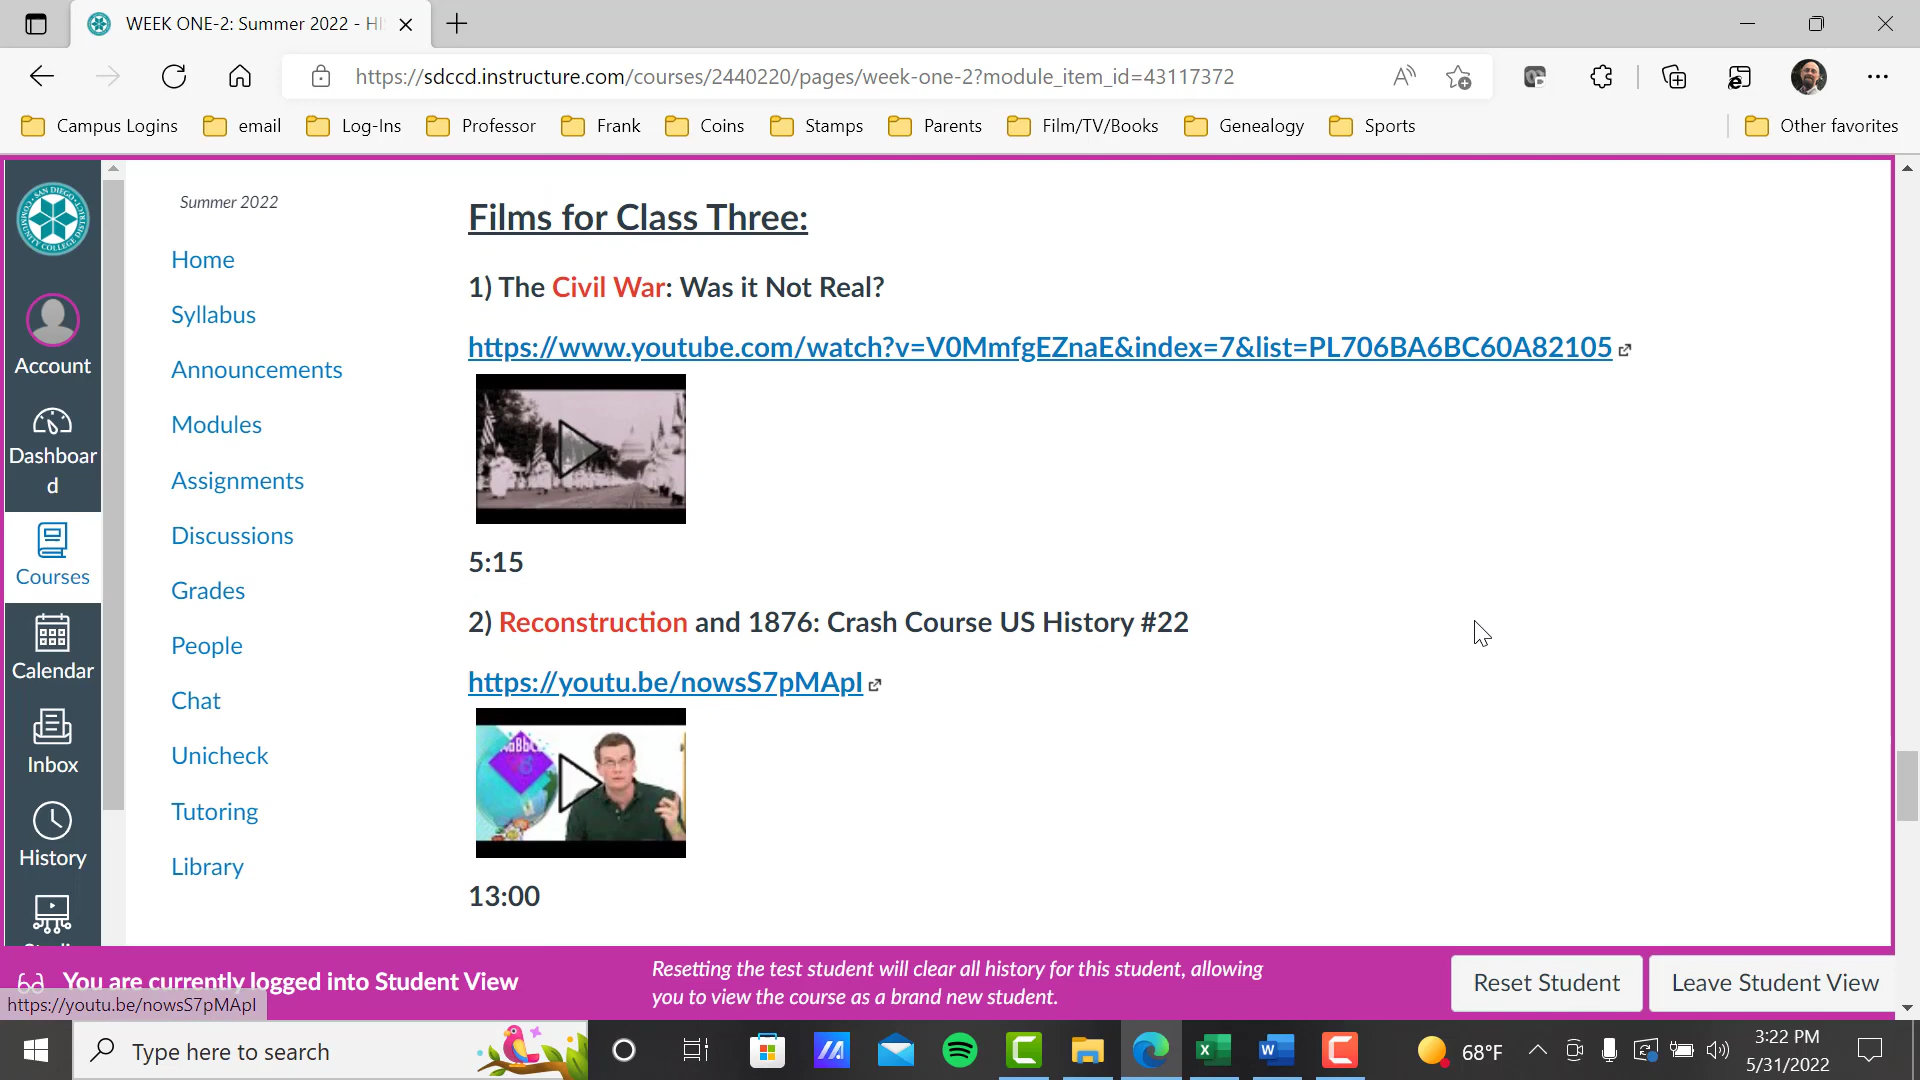 WEEK ONE-2: Summer 2022 - HI
https://sdccd.instructure.com/courses/2440220/pages/week-one-2?module_item_id=43117372
Campus Logins
email
Log-Ins
Professor
Frank
Coins
Stamps
Parents
Film/TV/Books
Genealogy
Sports
Other favorites
SAN DIEGO
COMMUNITY COLLEGE DISTRICT
Account
Dashboar
d
Courses
Calendar
Inbox
History
Summer 2022
Home
Syllabus
Announcements
Modules
Assignments
Discussions
Grades
People
Chat
Unicheck
Tutoring
Library
Films for Class Three:
1) The Civil War: Was it Not Real?
https://www.youtube.com/watch?v=V0MmfgEZnaE&index=7&list=PL706BA6BC60A82105
5:15
2) Reconstruction and 1876: Crash Course US History #22
https://youtu.be/nowsS7pMApI
13:00
You are currently logged into Student View
Resetting the test student will clear all history for this student, allowing
you to view the course as a brand new student.
Reset Student
Leave Student View
https://youtu.be/nowsS7pMApI
Type here to search
68°F
3:22 PM
5/31/2022